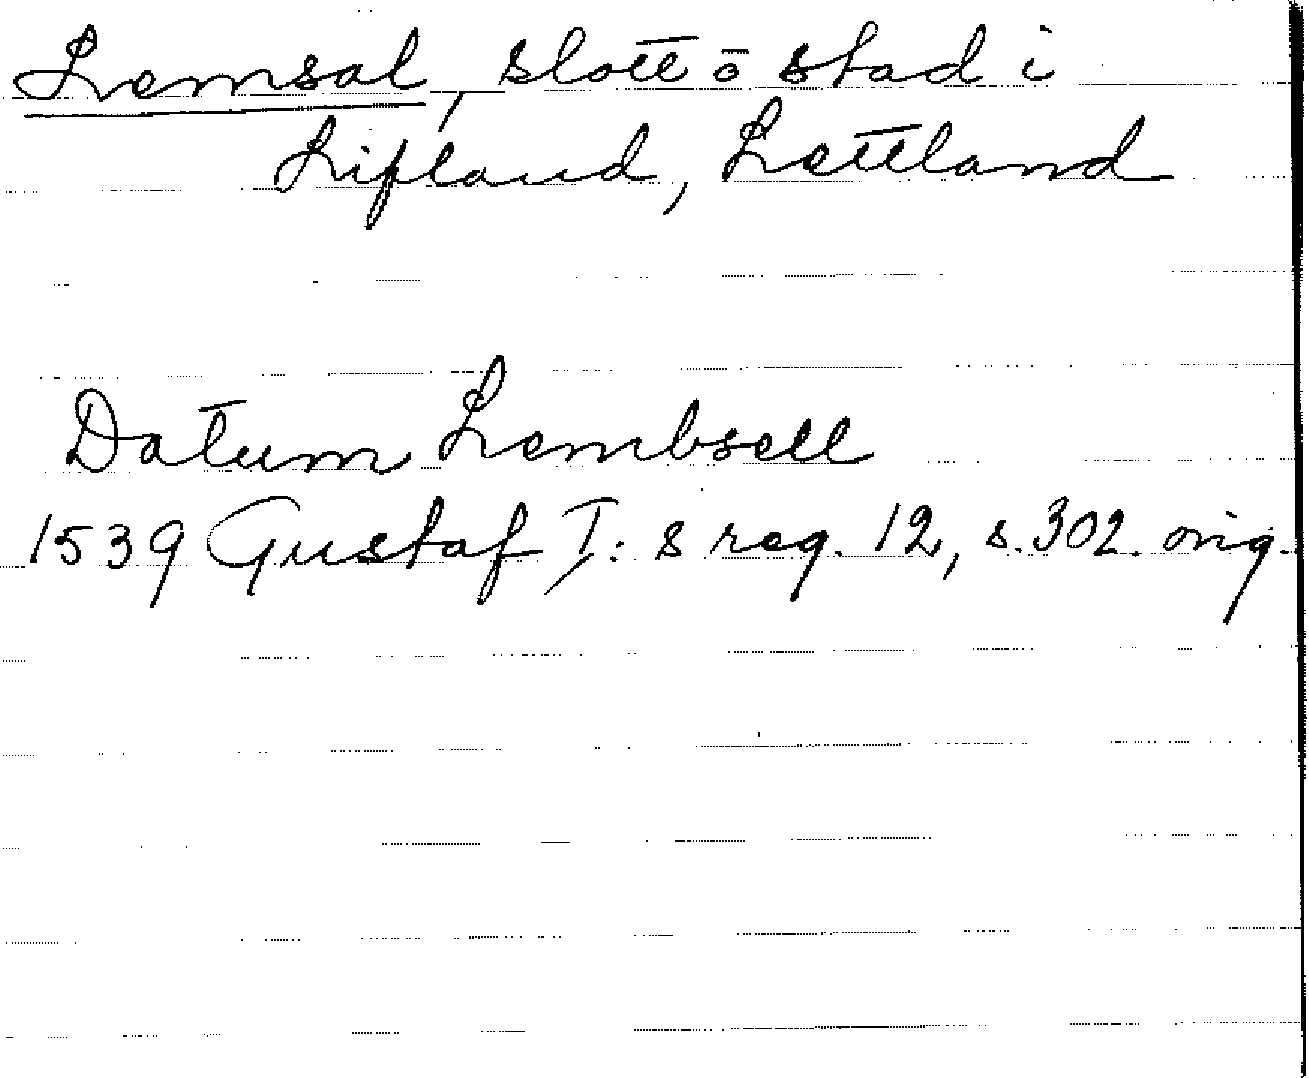 Lemsal, slott ō stad i
Lifland, Lettland
Datum Lembsell
1539 Gustaf I:s reg. 12, s. 302. orig.